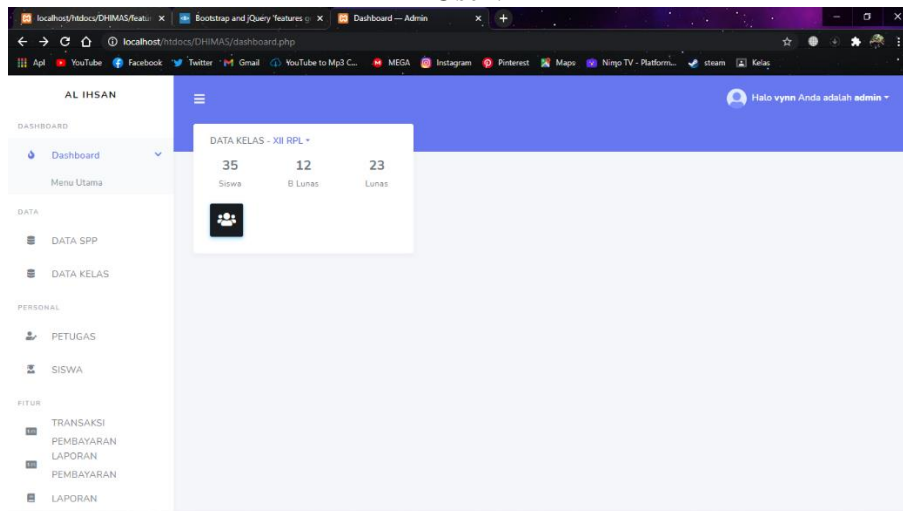 localhost/htdocs/DHIMAS/featur
Bootstrap and jQuery 'features g
Dashboard — Admin
localhost/htdocs/DHIMAS/dashboard.php
Apl YouTube Facebook Twitter Gmail YouTube to Mp3 C... MEGA Instagram Pinterest Maps Nimo TV - Platform... steam Kelas
AL IHSAN
Halo vynn Anda adalah admin
DASHBOARD
Dashboard
Menu Utama
DATA
DATA SPP
DATA KELAS
PERSONAL
PETUGAS
SISWA
FITUR
TRANSAKSI
PEMBAYARAN
LAPORAN
PEMBAYARAN
LAPORAN
DATA KELAS - XII RPL
35 12 23
Siswa B Lunas Lunas